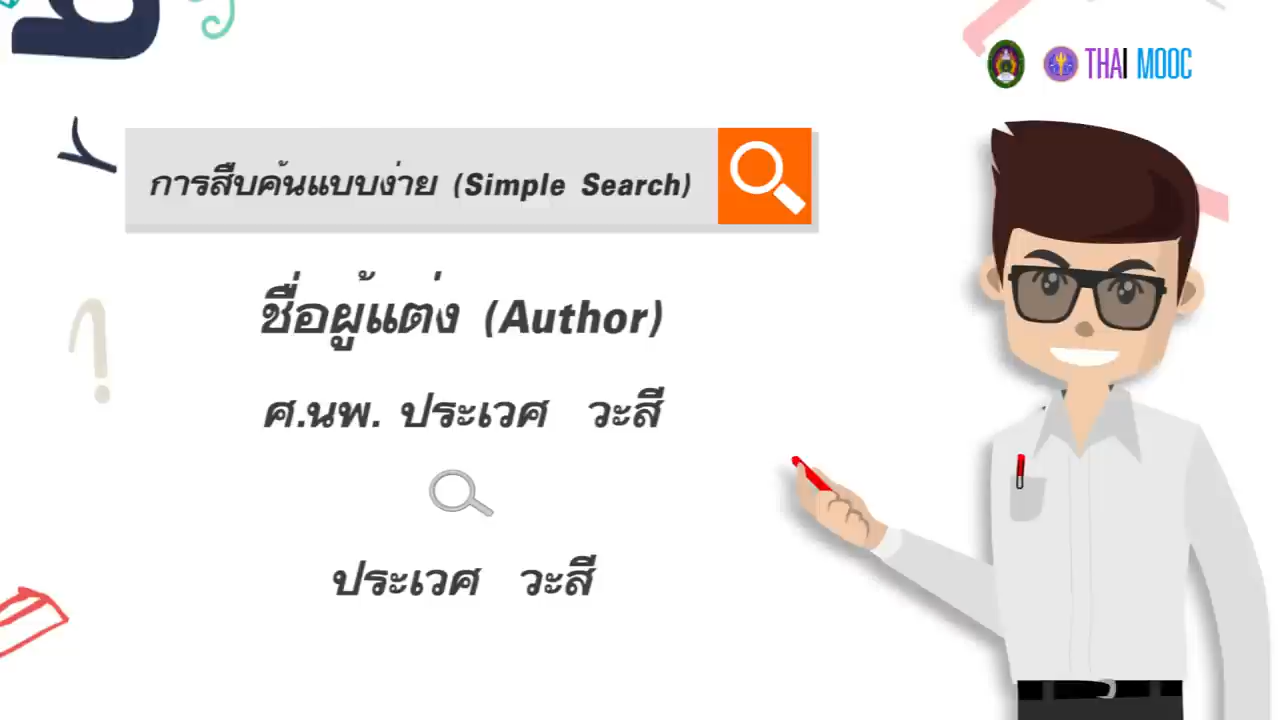 THAI MOOC
การสืบค้นแบบง่าย (Simple Search)
ชื่อผู้แต่ง (Author)
ศ.นพ. ประเวศ วะสี
ประเวศ วะสี